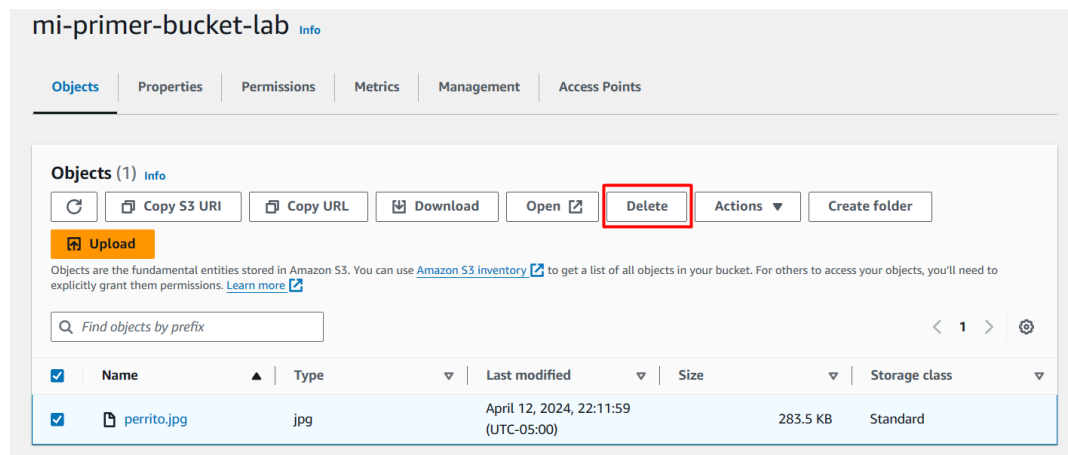 mi-primer-bucket-lab Info
Objects Properties Permissions Metrics Management Access Points
Objects (1) Info
Copy S3 URI Copy URL Download Open Delete Actions Create folder
Upload
Objects are the fundamental entities stored in Amazon S3. You can use Amazon S3 inventory to get a list of all objects in your bucket. For others to access your objects, you'll need to
explicitly grant them permissions. Learn more
Find objects by prefix 1
Name Type Last modified Size Storage class
perrito.jpg jpg April 12, 2024, 22:11:59 283.5 KB Standard
(UTC-05:00)